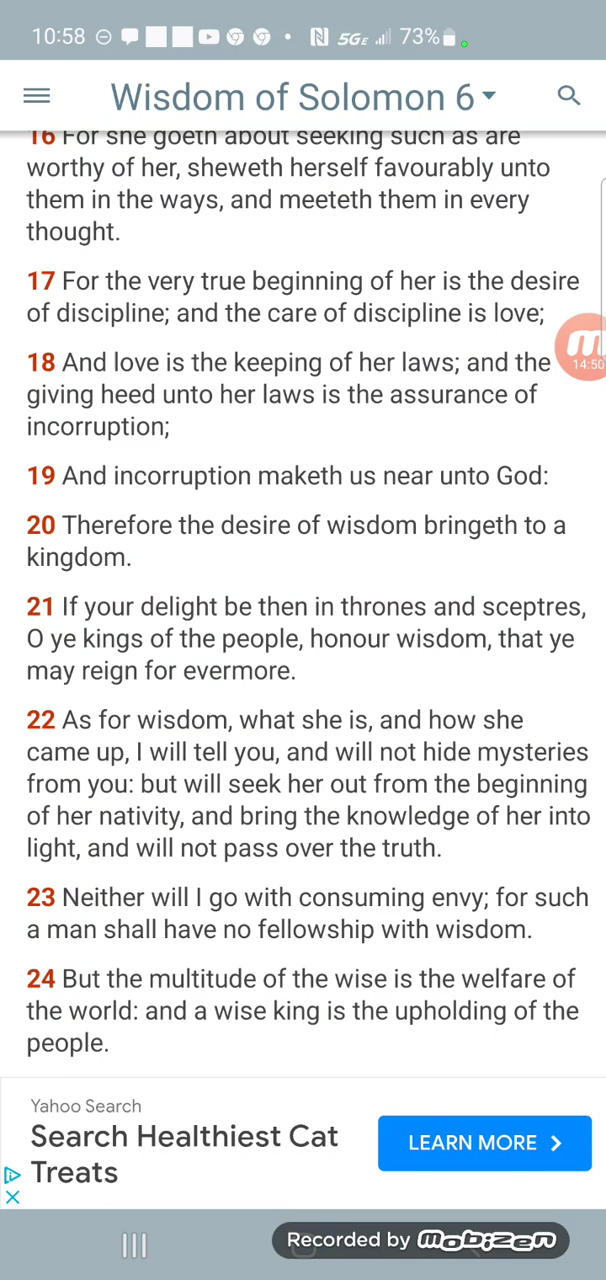 10:58 5GE 73%
Wisdom of Solomon 6
16 For she goeth about seeking such as are
worthy of her, sheweth herself favourably unto
them in the ways, and meeteth them in every
thought.
17 For the very true beginning of her is the desire
of discipline; and the care of discipline is love;
18 And love is the keeping of her laws; and the
giving heed unto her laws is the assurance of
incorruption;
m
14:50
19 And incorruption maketh us near unto God:
20 Therefore the desire of wisdom bringeth to a
kingdom.
21 If your delight be then in thrones and sceptres,
O ye kings of the people, honour wisdom, that ye
may reign for evermore.
22 As for wisdom, what she is, and how she
came up, I will tell you, and will not hide mysteries
from you: but will seek her out from the beginning
of her nativity, and bring the knowledge of her into
light, and will not pass over the truth.
23 Neither will I go with consuming envy; for such
a man shall have no fellowship with wisdom.
24 But the multitude of the wise is the welfare of
the world: and a wise king is the upholding of the
people.
Yahoo Search
Search Healthiest Cat
Treats
LEARN MORE
Recorded by mobizen